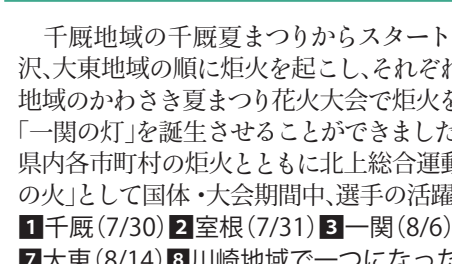 千厩地域の千厩夏まつりからスタート
沢、大東地域の順に炬火を起こし、それぞれ
地域のかわさき夏まつり花火大会で炬火を
「一関の灯」を誕生させることができました
県内各市町村の炬火とともに北上総合運動
の火」として国体・大会期間中、選手の活躍
1千厩(7/30)2室根(7/31)3一関(8/6)
7大東(8/14)8川崎地域で一つになった